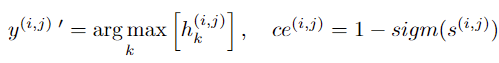 y^{(i,j)} ′ = arg max_k [ h_k^{(i,j)} ] ,   ce^{(i,j)} = 1 − sigm(s^{(i,j)})